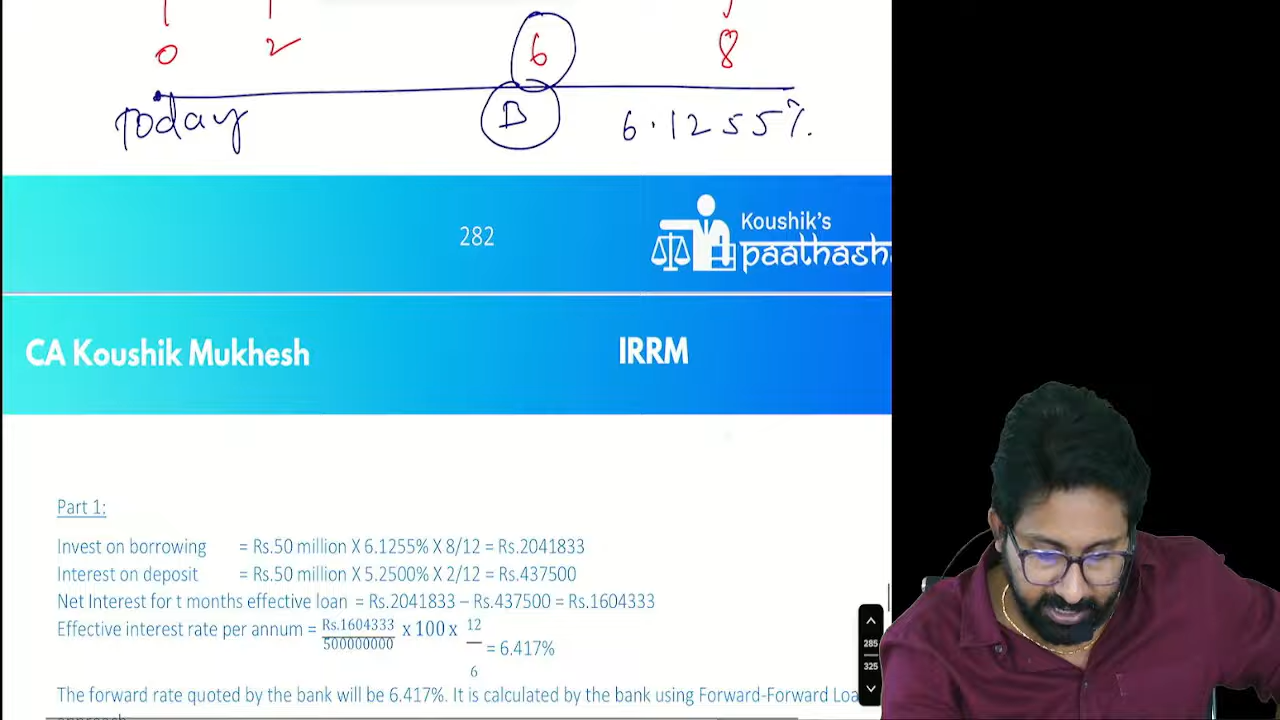 0 2 6 8
Today B 6.1255%.
282
Koushik's
paathash
CA Koushik Mukhesh IRRM
Part 1:
Invest on borrowing = Rs.50 million X 6.1255% X 8/12 = Rs.2041833
Interest on deposit = Rs.50 million X 5.2500% X 2/12 = Rs.437500
Net Interest for t months effective loan = Rs.2041833 – Rs.437500 = Rs.1604333
Effective interest rate per annum = Rs.1604333 / 500000000 x 100 x 12 / 6 = 6.417%
The forward rate quoted by the bank will be 6.417%. It is calculated by the bank using Forward-Forward Loa
285
325